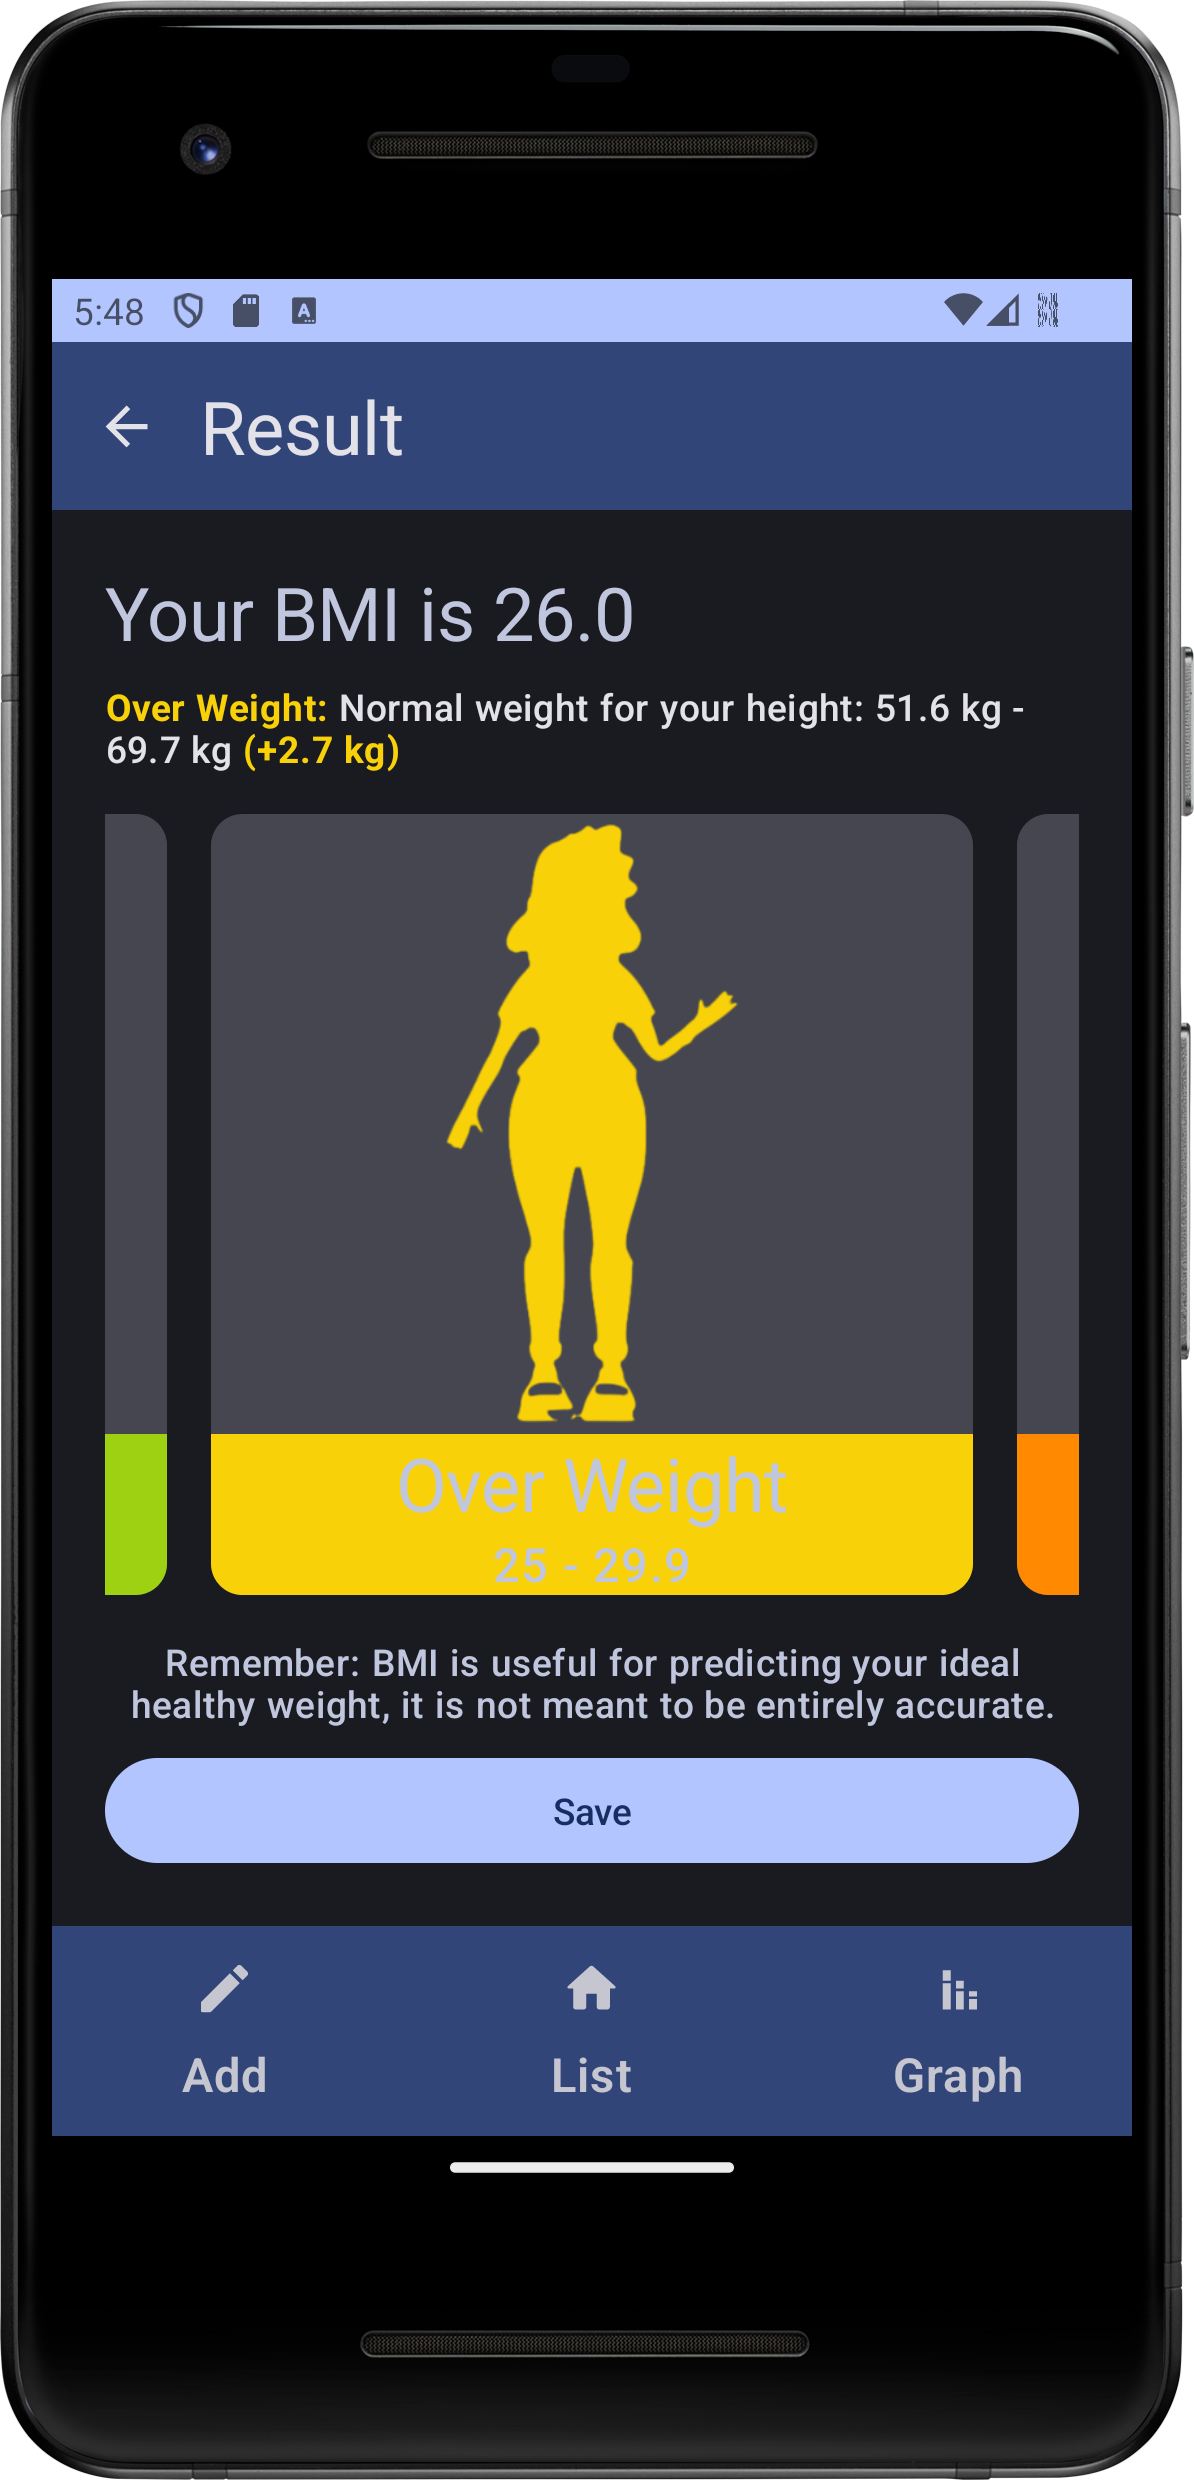 5:48
Result
Your BMI is 26.0
Over Weight: Normal weight for your height: 51.6 kg -
69.7 kg (+2.7 kg)
Over Weight
25 - 29.9
Remember: BMI is useful for predicting your ideal
healthy weight, it is not meant to be entirely accurate.
Save
Add
List
Graph